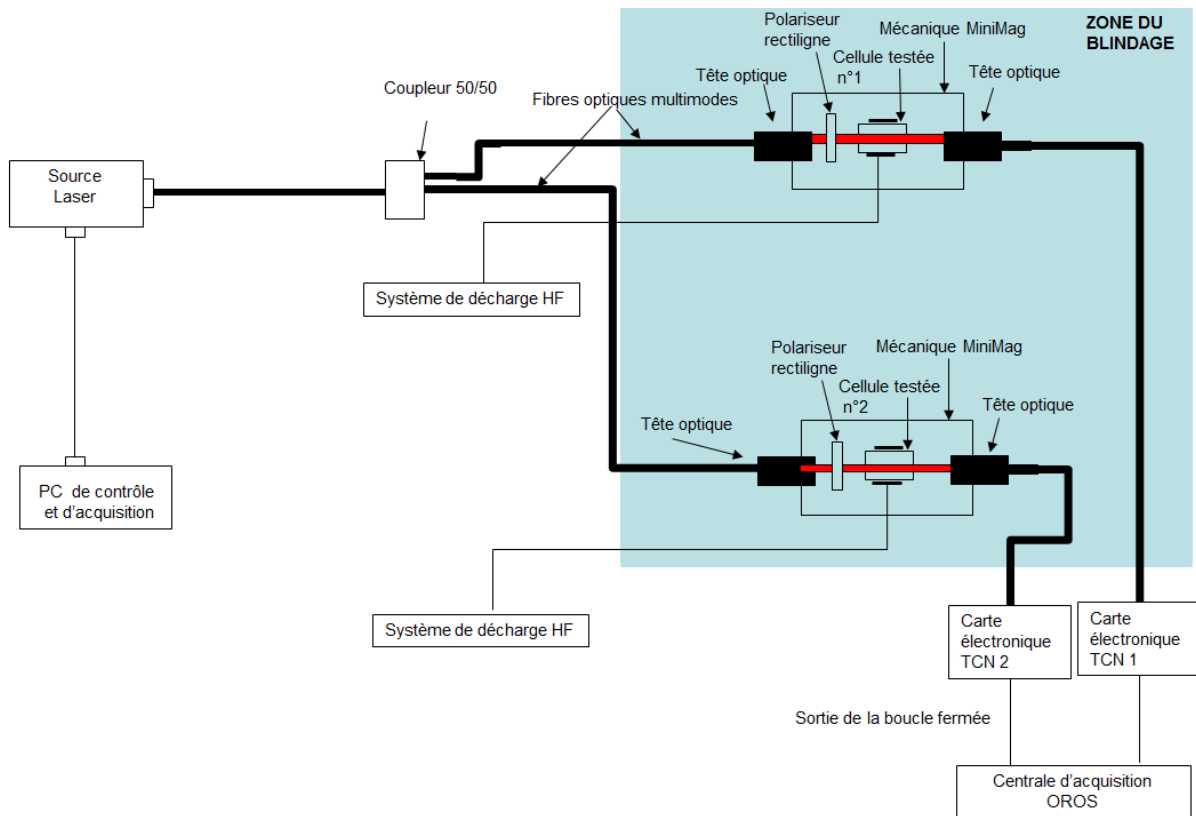 ZONE DU
BLINDAGE
Polariseur
rectiligne
Mécanique MiniMag
Cellule testée
n°1
Tête optique
Tête optique
Coupleur 50/50
Fibres optiques multimodes
Source
Laser
Système de décharge HF
Polariseur
rectiligne
Mécanique MiniMag
Cellule testée
n°2
Tête optique
Tête optique
PC de contrôle
et d'acquisition
Système de décharge HF
Carte
électronique
TCN 2
Carte
électronique
TCN 1
Sortie de la boucle fermée
Centrale d'acquisition
OROS